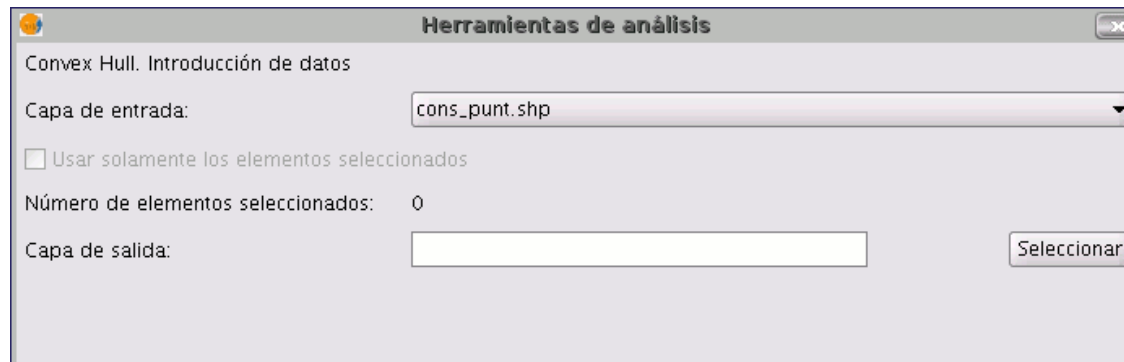 Herramientas de análisis
Convex Hull. Introducción de datos
Capa de entrada: cons_punt.shp
Usar solamente los elementos seleccionados
Número de elementos seleccionados: 0
Capa de salida: Seleccionar